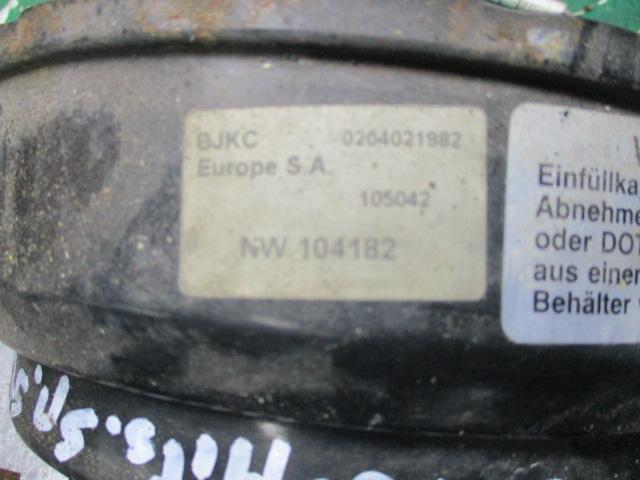 BJKC 0204021982
Europe S.A.
105042
NW 104182
Einfüllka
Abnehme
oder DOT
aus einer
Behälter